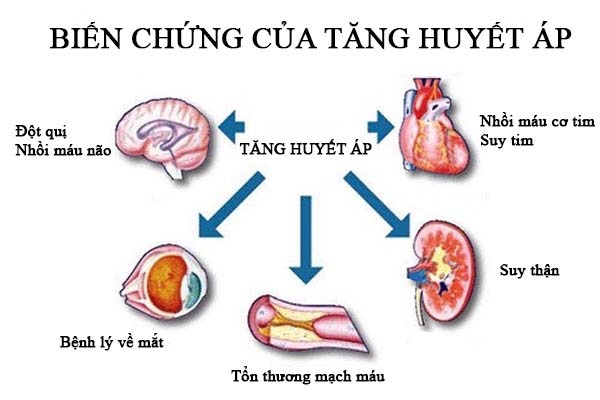 BIẾN CHỨNG CỦA TĂNG HUYẾT ÁP
Đột quị
Nhồi máu não
TĂNG HUYẾT ÁP
Nhồi máu cơ tim
Suy tim
Suy thận
Bệnh lý về mắt
Tổn thương mạch máu